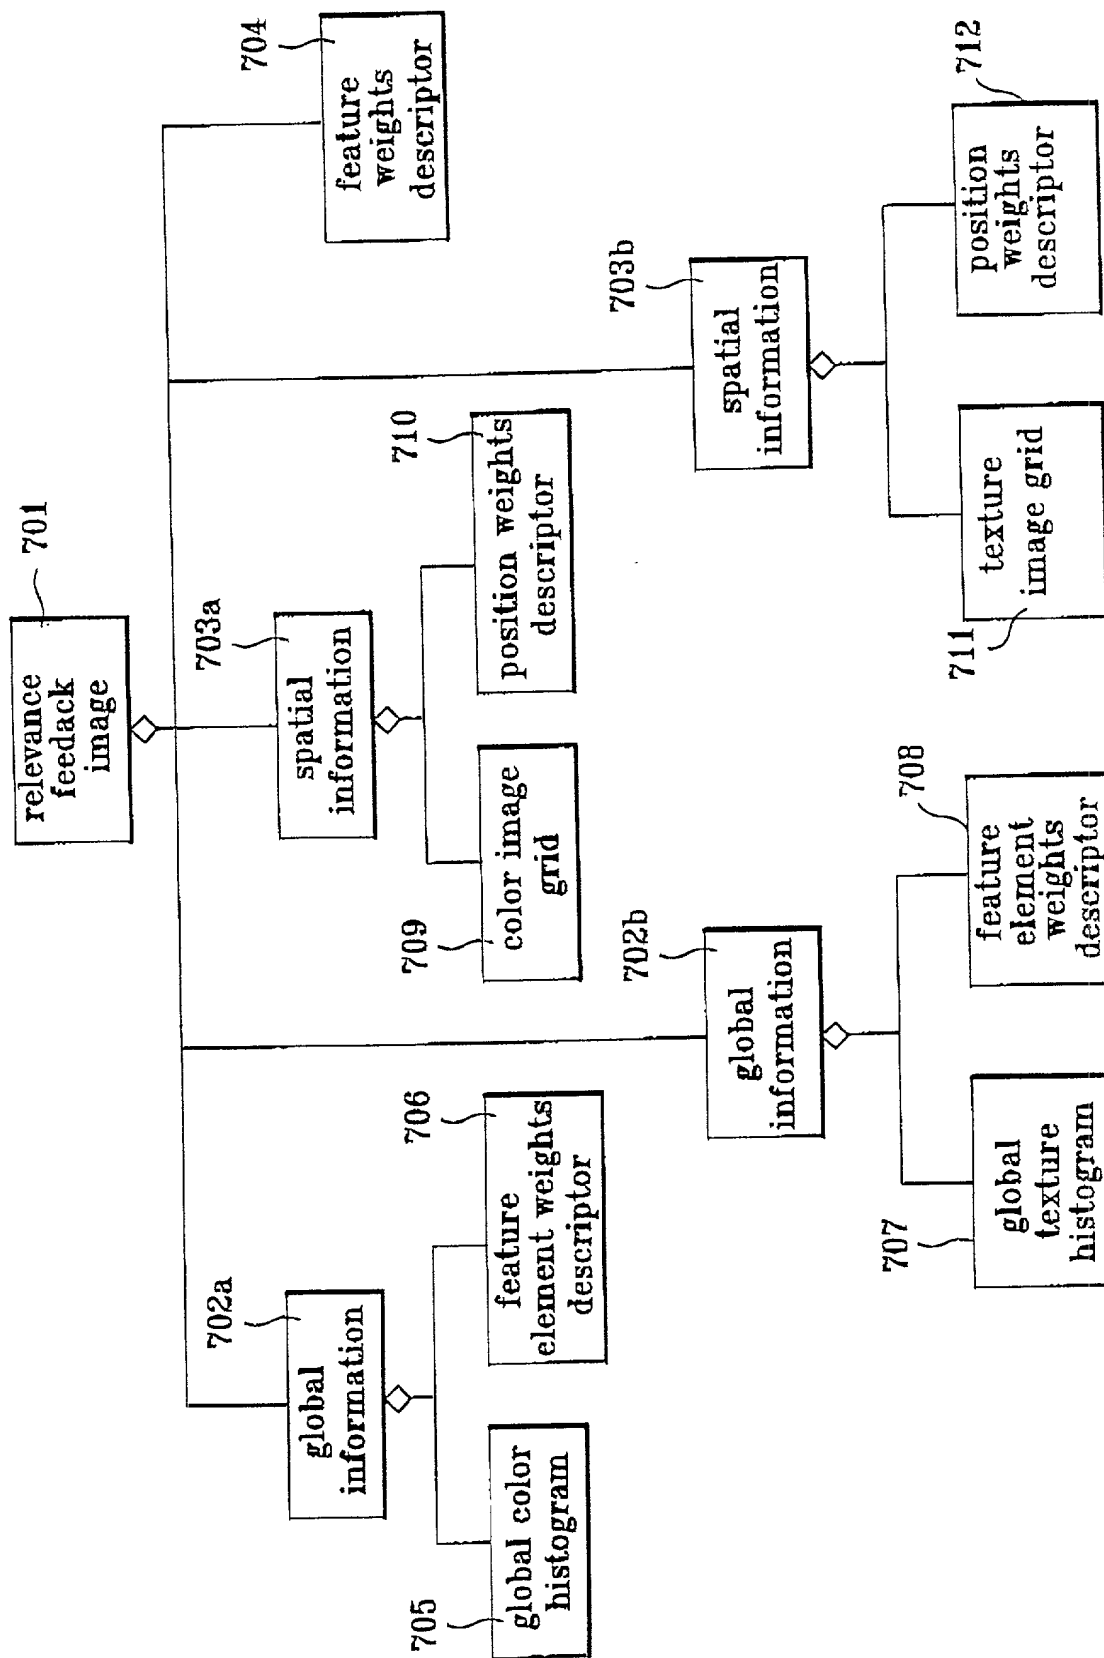 701
relevance
feedack
image
702a
global
information
703a
spatial
information
704
feature
weights
descriptor
705
global color
histogram
706
feature
element weights
descriptor
709
color image
grid
710
position weights
descriptor
702b
global
information
703b
spatial
information
707
global
texture
histogram
708
feature
element
weights
descriptor
711
texture
image grid
712
position
weights
descriptor